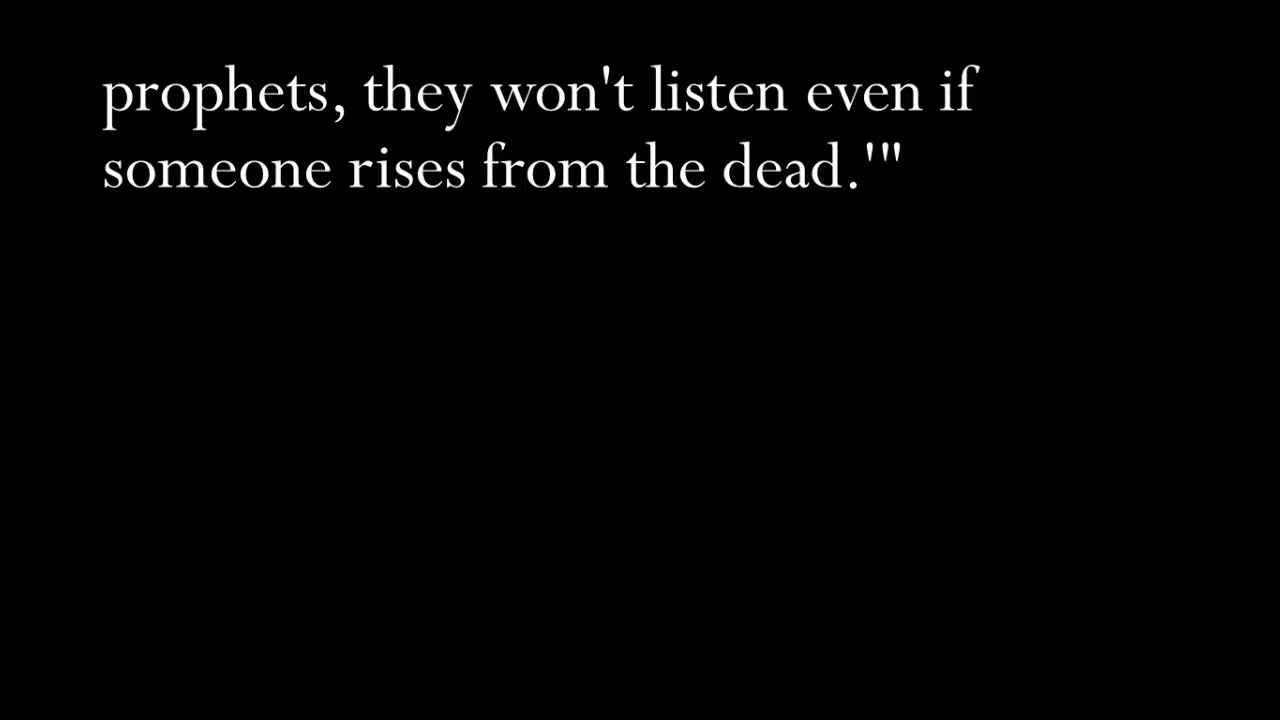 prophets, they won't listen even if
someone rises from the dead.'"